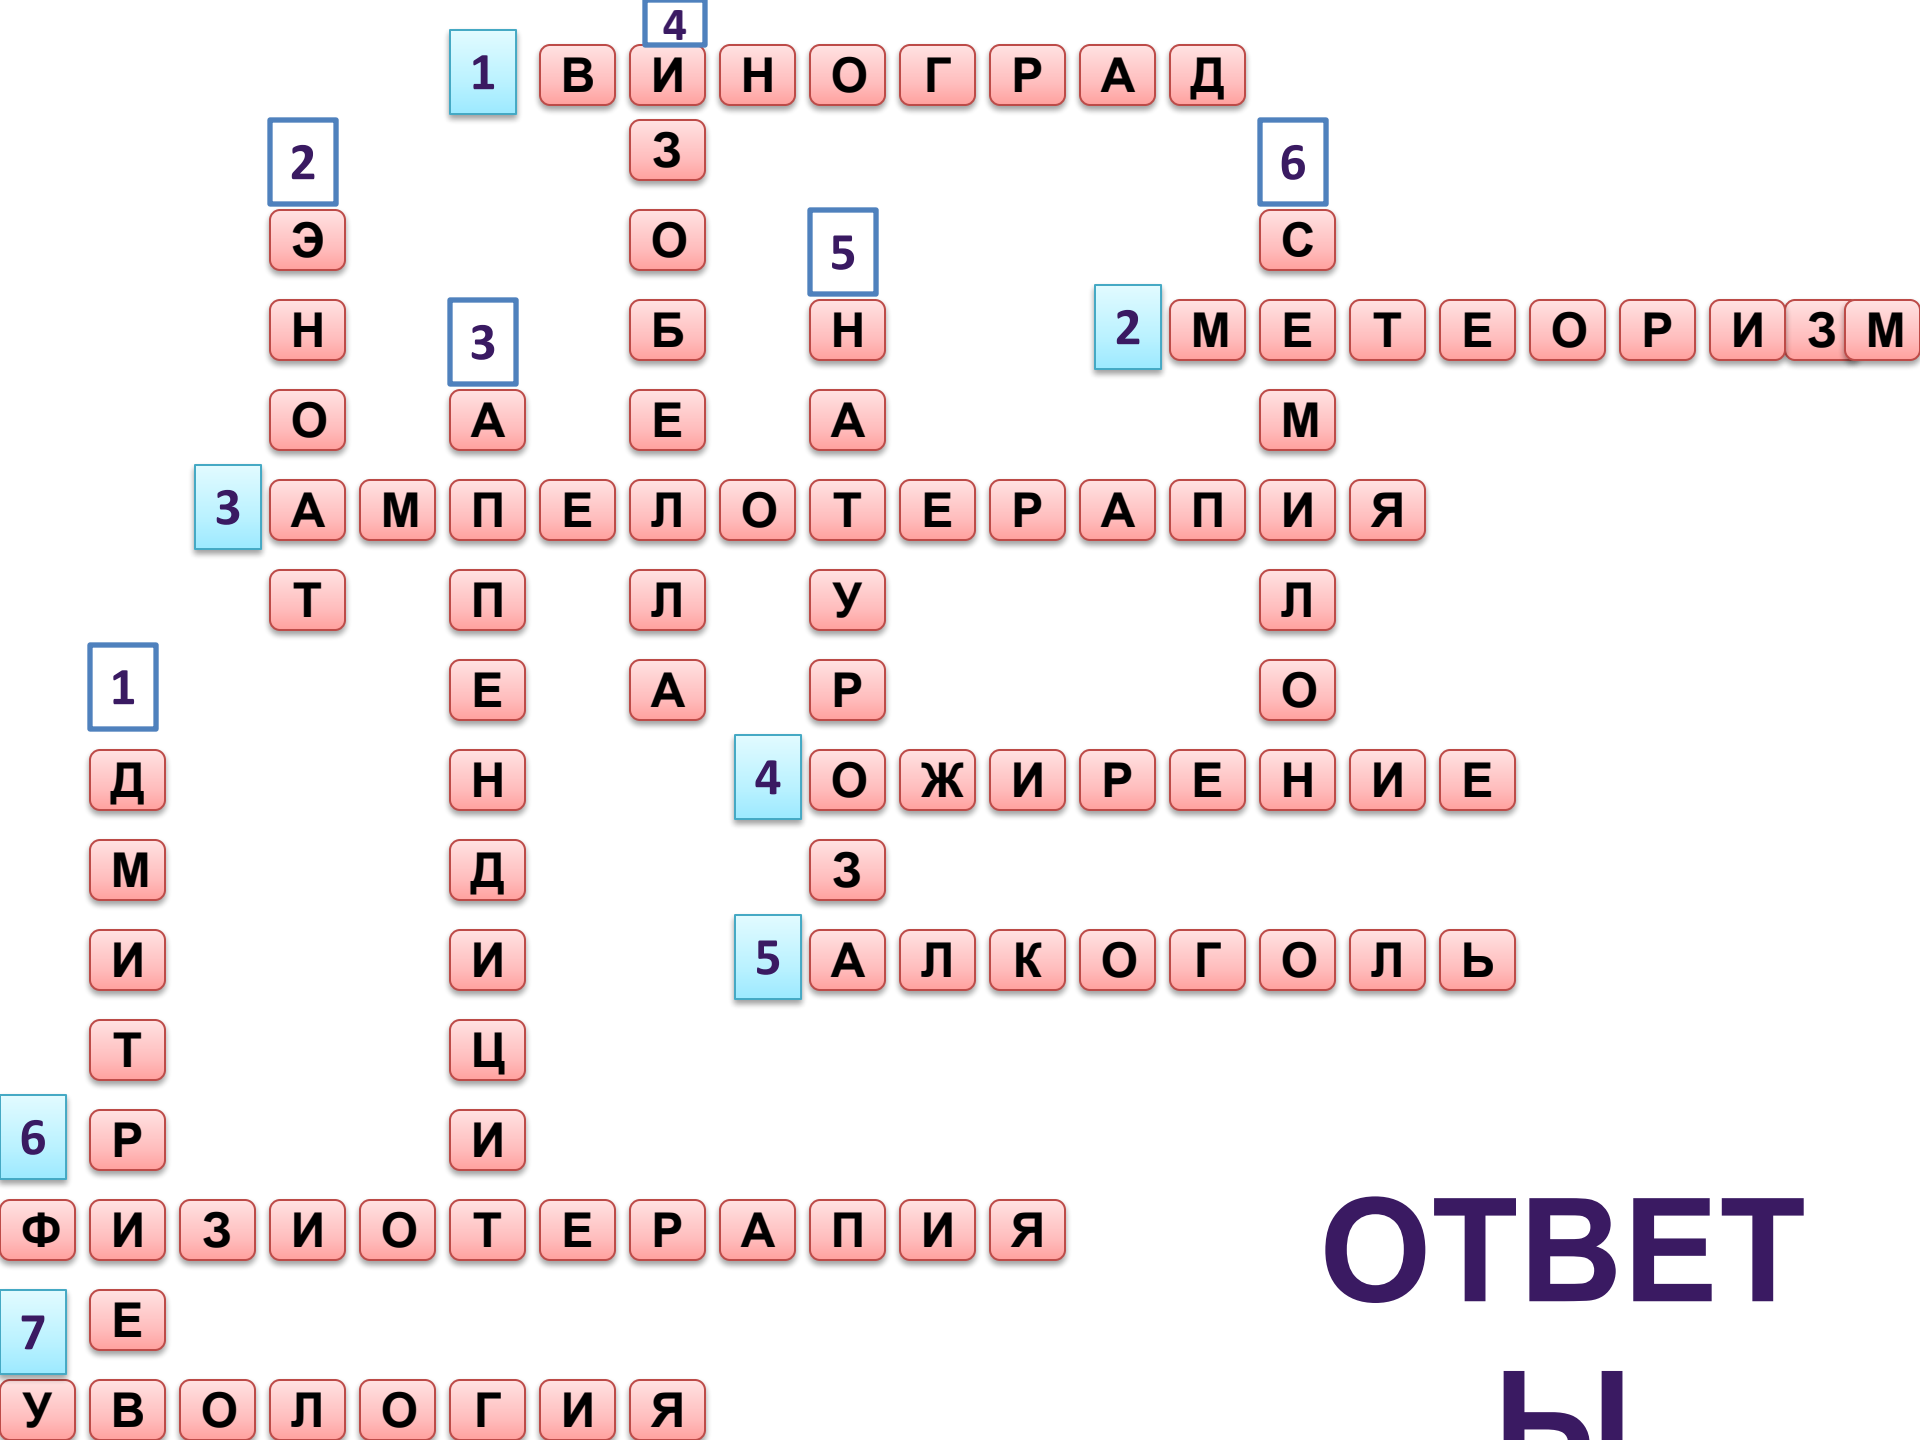 4
1 ВИНОГРАД
2 З 6
Э О 5 С
Н 3 Б Н 2 МЕТЕОРИЗМ
О А Е А М
3 АМПЕЛОТЕРАПИЯ
Т П Л У Л
1 Е А Р О
Д Н 4 ОЖИРЕНИЕ
М Д З
И И 5 АЛКОГОЛЬ
Т Ц
6 Р И
ФИЗИОТЕРАПИЯ
7 Е
УВОЛОГИЯ
ОТВЕТ
Ы